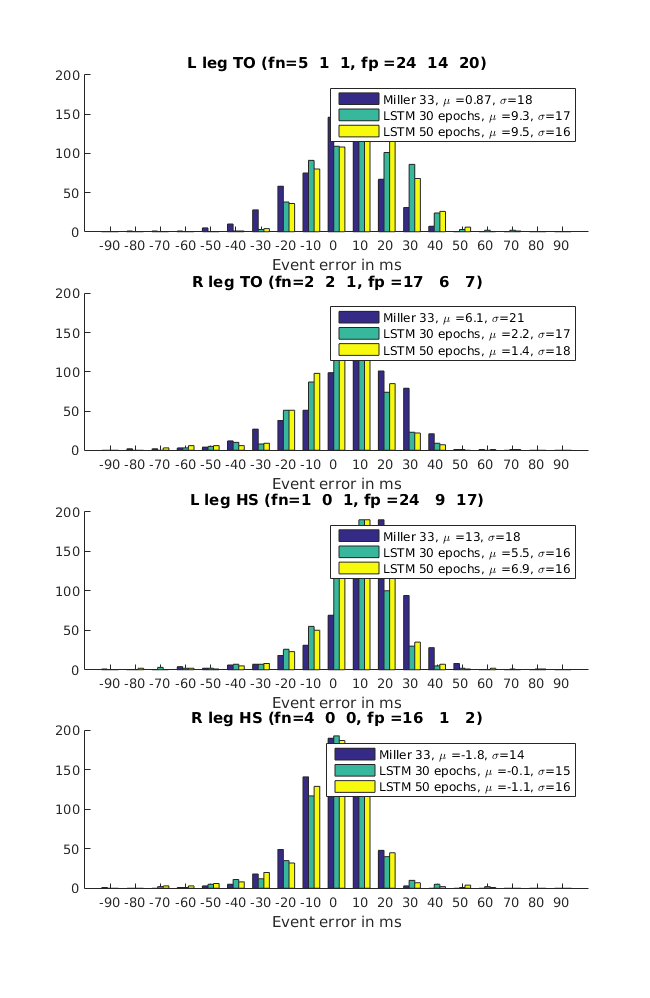 L leg TO (fn=5 1 1, fp =24 14 20)
200
150
100
50
0
Miller 33, μ =0.87, σ=18
LSTM 30 epochs, μ =9.3, σ=17
LSTM 50 epochs, μ =9.5, σ=16
-90 -80 -70 -60 -50 -40 -30 -20 -10 0 10 20 30 40 50 60 70 80 90
Event error in ms
R leg TO (fn=2 2 1, fp =17 6 7)
200
150
100
50
0
Miller 33, μ =6.1, σ=21
LSTM 30 epochs, μ =2.2, σ=17
LSTM 50 epochs, μ =1.4, σ=18
-90 -80 -70 -60 -50 -40 -30 -20 -10 0 10 20 30 40 50 60 70 80 90
Event error in ms
L leg HS (fn=1 0 1, fp =24 9 17)
200
150
100
50
0
Miller 33, μ =13, σ=18
LSTM 30 epochs, μ =5.5, σ=16
LSTM 50 epochs, μ =6.9, σ=16
-90 -80 -70 -60 -50 -40 -30 -20 -10 0 10 20 30 40 50 60 70 80 90
Event error in ms
R leg HS (fn=4 0 0, fp =16 1 2)
200
150
100
50
0
Miller 33, μ =-1.8, σ=14
LSTM 30 epochs, μ =-0.1, σ=15
LSTM 50 epochs, μ =-1.1, σ=16
-90 -80 -70 -60 -50 -40 -30 -20 -10 0 10 20 30 40 50 60 70 80 90
Event error in ms